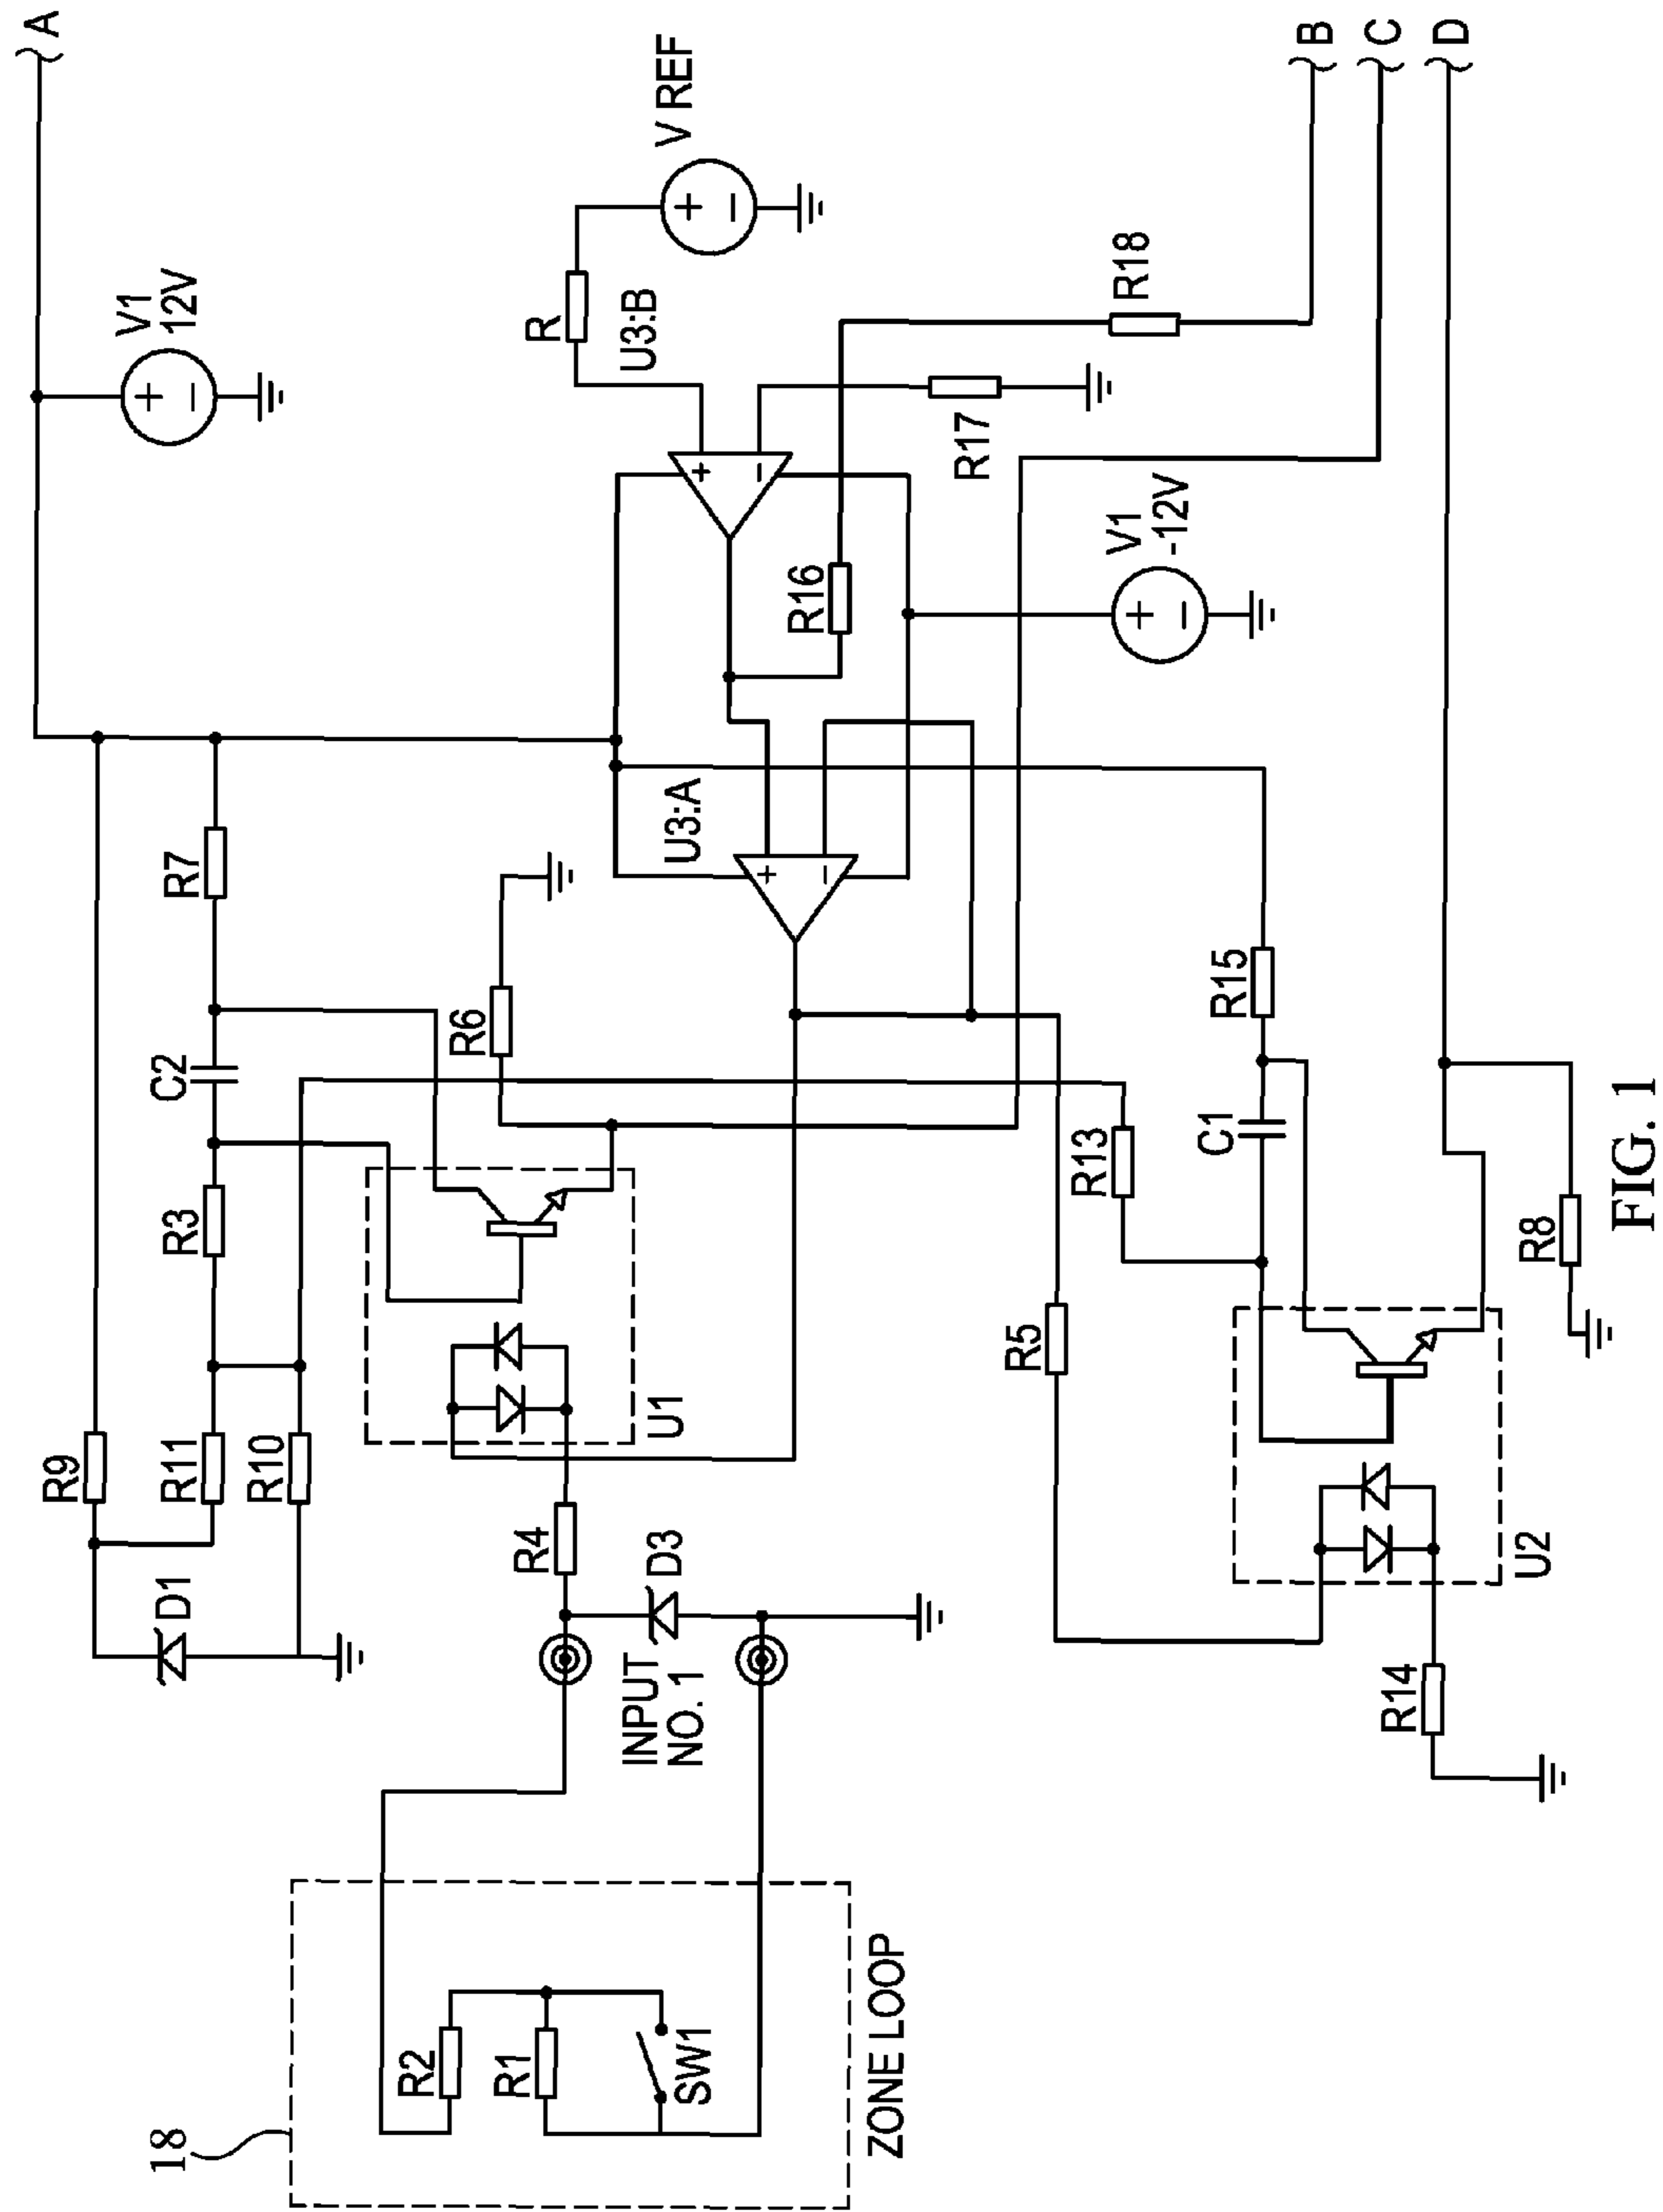 A
V1
12V
V REF
R
U3:B
R18
B
C
D
R17
R16
V1
-12V
U3:A
R7
C2
R6
R15
R3
R13
C1
R9
R11
R10
U1
R5
R8
R4
D1
D3
INPUT
NO. 1
U2
R14
18
R2
R1
SW1
ZONE LOOP
FIG. 1